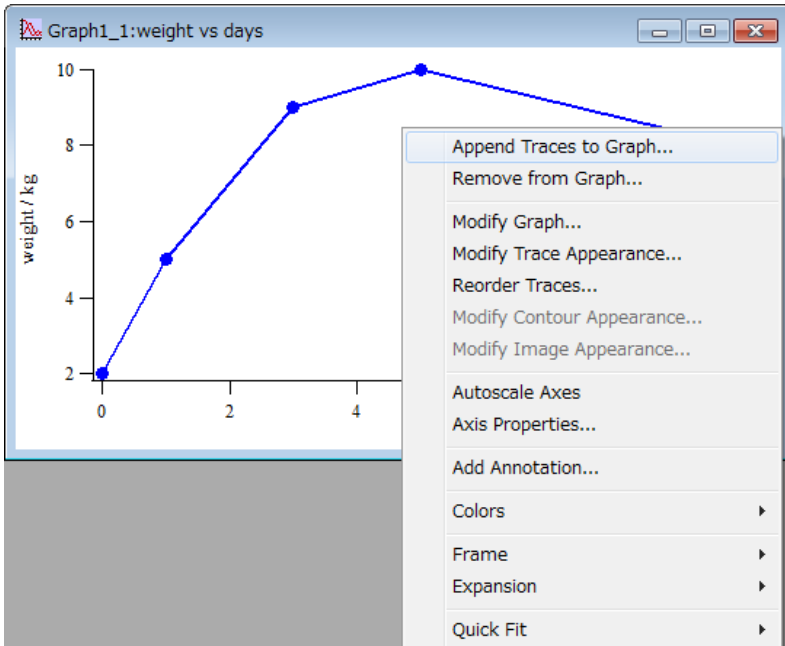 Graph1_1:weight vs days
10
8
6
4
2
weight / kg
0 2 4
Append Traces to Graph...
Remove from Graph...
Modify Graph...
Modify Trace Appearance...
Reorder Traces...
Modify Contour Appearance...
Modify Image Appearance...
Autoscale Axes
Axis Properties...
Add Annotation...
Colors
Frame
Expansion
Quick Fit